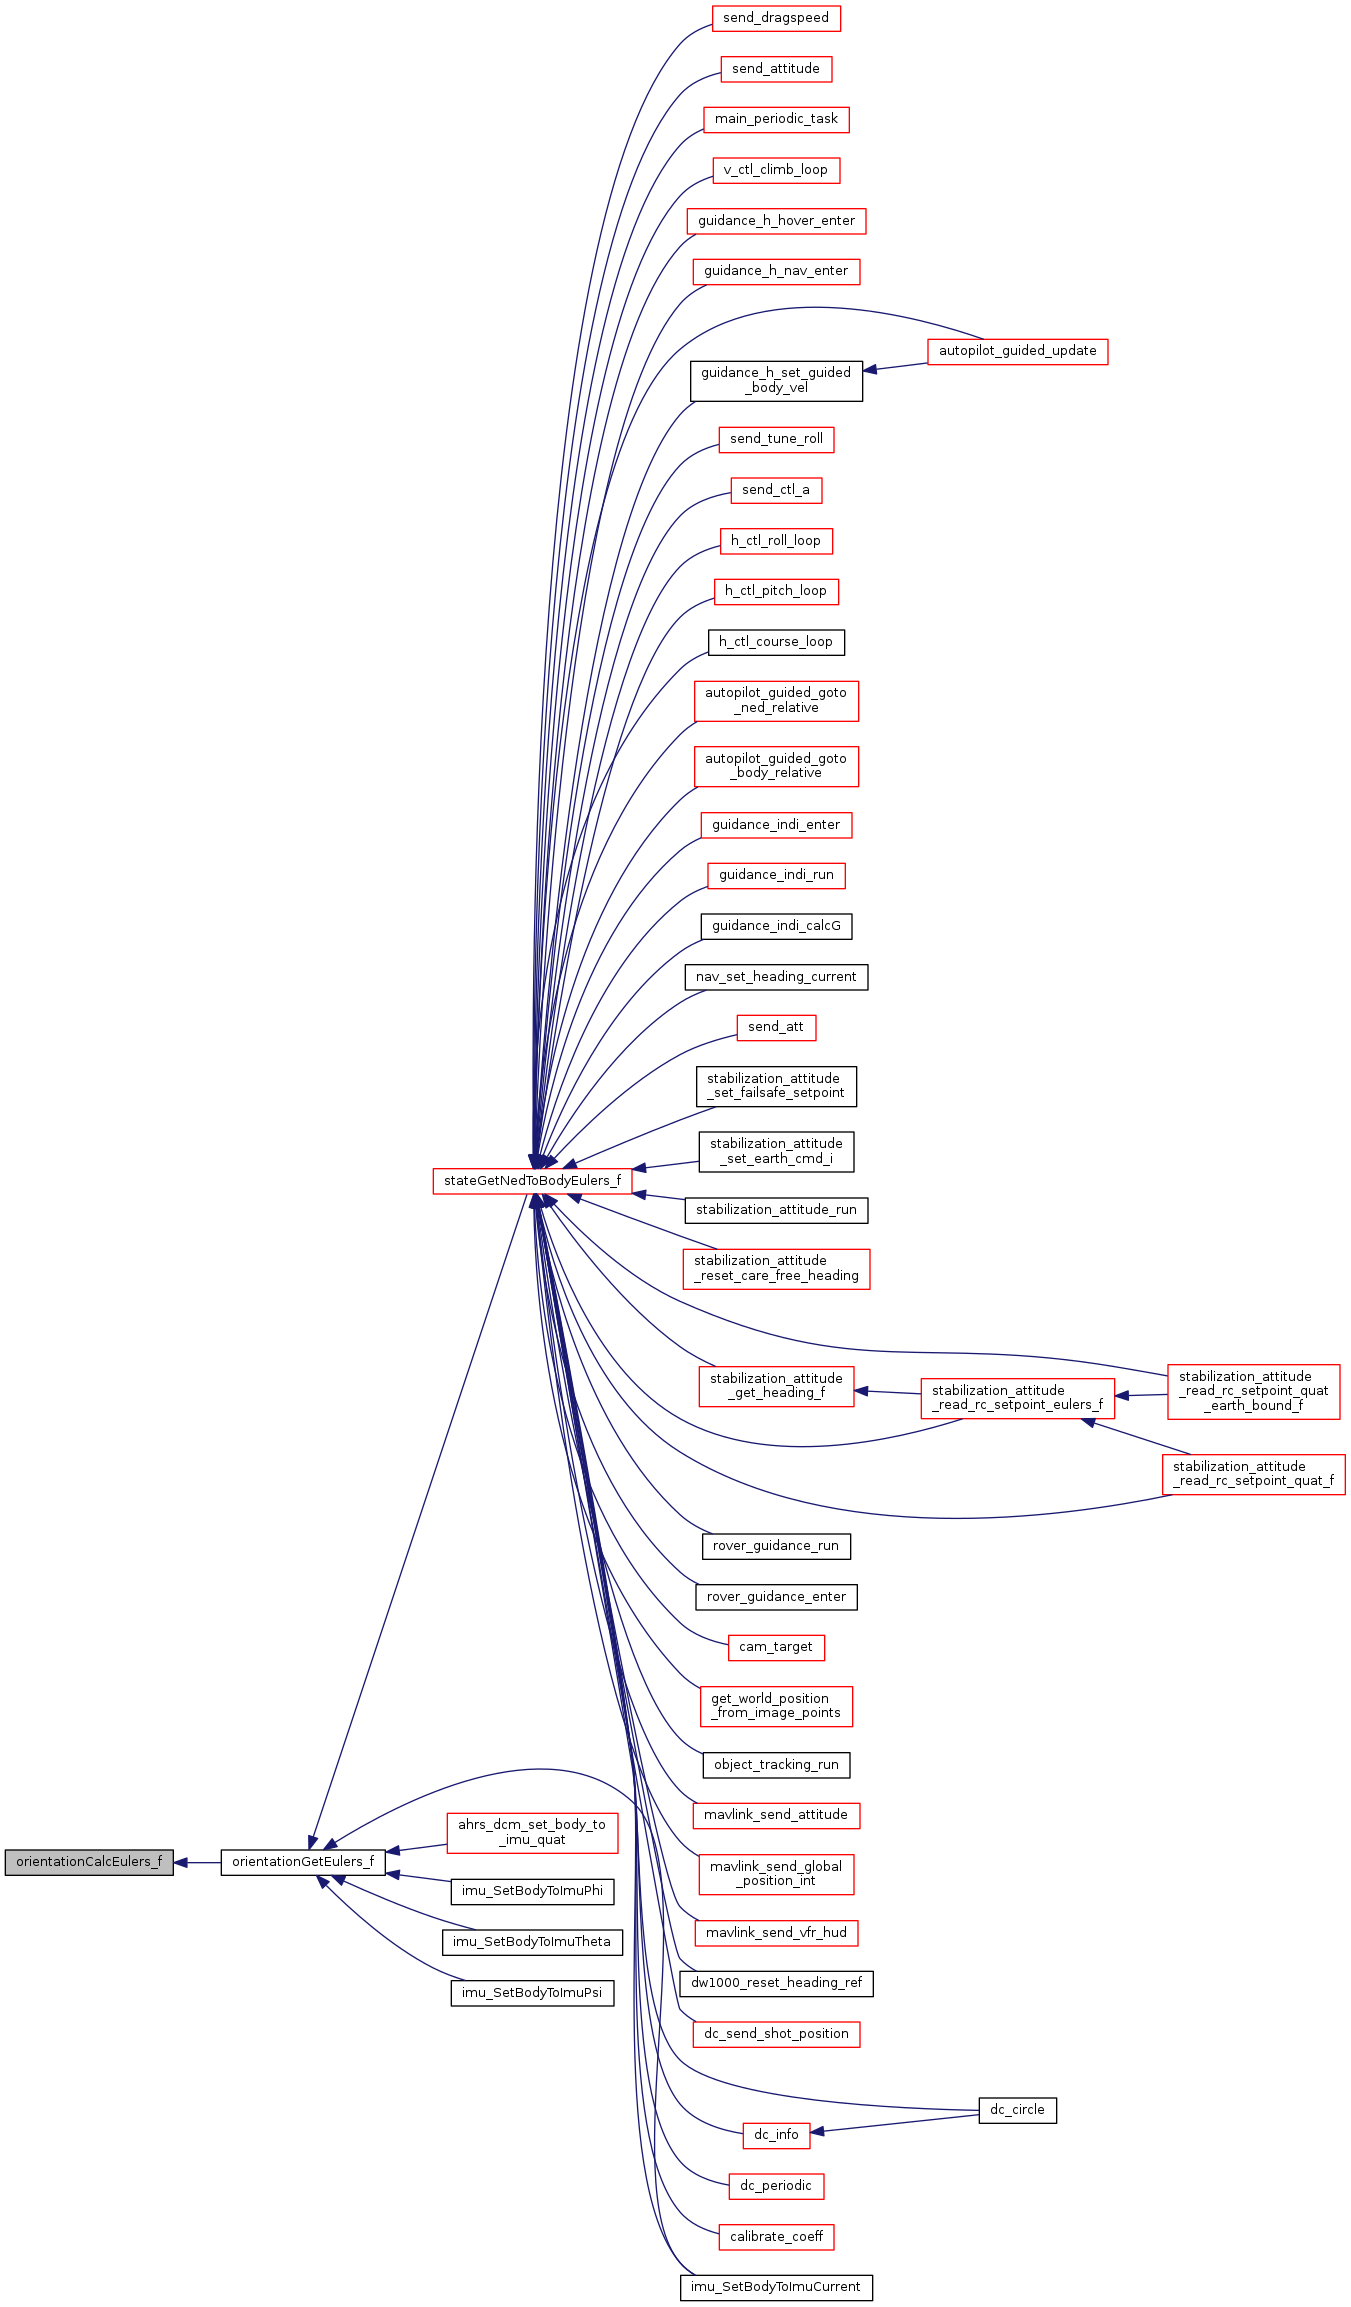 send_dragspeed
send_attitude
main_periodic_task
v_ctl_climb_loop
guidance_h_hover_enter
guidance_h_nav_enter
autopilot_guided_update
guidance_h_set_guided
_body_vel
send_tune_roll
send_ctl_a
h_ctl_roll_loop
h_ctl_pitch_loop
h_ctl_course_loop
autopilot_guided_goto
_ned_relative
autopilot_guided_goto
_body_relative
guidance_indi_enter
guidance_indi_run
guidance_indi_calcG
nav_set_heading_current
send_att
stabilization_attitude
_set_failsafe_setpoint
stabilization_attitude
_set_earth_cmd_i
stateGetNedToBodyEulers_f
stabilization_attitude_run
stabilization_attitude
_reset_care_free_heading
stabilization_attitude
_get_heading_f
stabilization_attitude
_read_rc_setpoint_eulers_f
stabilization_attitude
_read_rc_setpoint_quat
_earth_bound_f
stabilization_attitude
_read_rc_setpoint_quat_f
rover_guidance_run
rover_guidance_enter
cam_target
get_world_position
_from_image_points
object_tracking_run
mavlink_send_attitude
ahrs_dcm_set_body_to
_imu_quat
orientationCalcEulers_f
orientationGetEulers_f
mavlink_send_global
_position_int
imu_SetBodyToImuPhi
mavlink_send_vfr_hud
imu_SetBodyToImuTheta
dw1000_reset_heading_ref
imu_SetBodyToImuPsi
dc_send_shot_position
dc_circle
dc_info
dc_periodic
calibrate_coeff
imu_SetBodyToImuCurrent